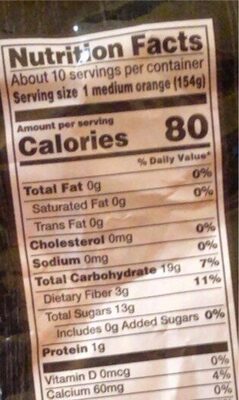 Nutrition Facts
About 10 servings per container
Serving size 1 medium orange (154g)
Amount per serving
Calories 80
% Daily Value*
Total Fat 0g 0%
Saturated Fat 0g 0%
Trans Fat 0g
Cholesterol 0mg 0%
Sodium 0mg 0%
Total Carbohydrate 19g 7%
Dietary Fiber 3g 11%
Total Sugars 13g
Includes 0g Added Sugars 0%
Protein 1g
Vitamin D 0mcg 0%
Calcium 60mg 4%
0%